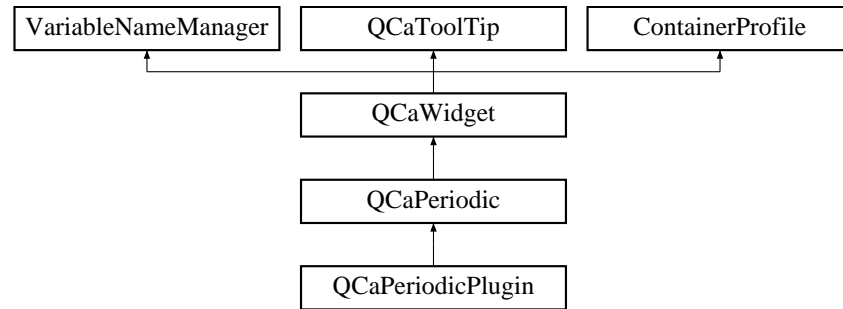 VariableNameManager
QCaToolTip
ContainerProfile
QCaWidget
QCaPeriodic
QCaPeriodicPlugin